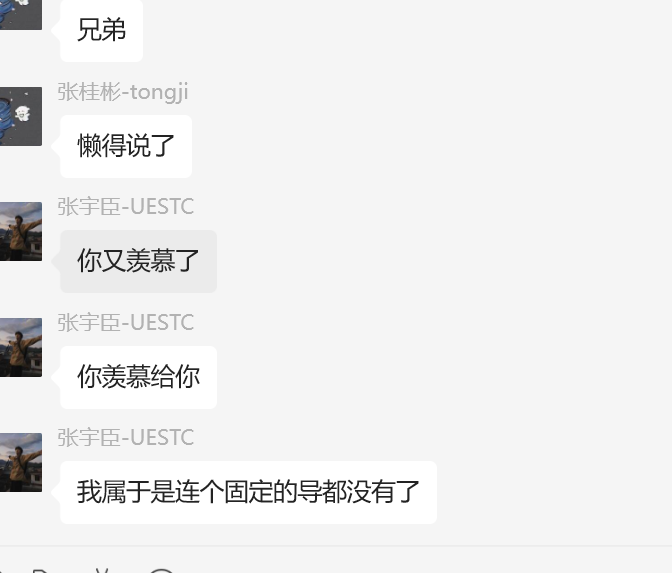 兄弟
张桂彬-tongji
懒得说了
张宇臣-UESTC
你又羡慕了
张宇臣-UESTC
你羡慕给你
张宇臣-UESTC
我属于是连个固定的导都没有了